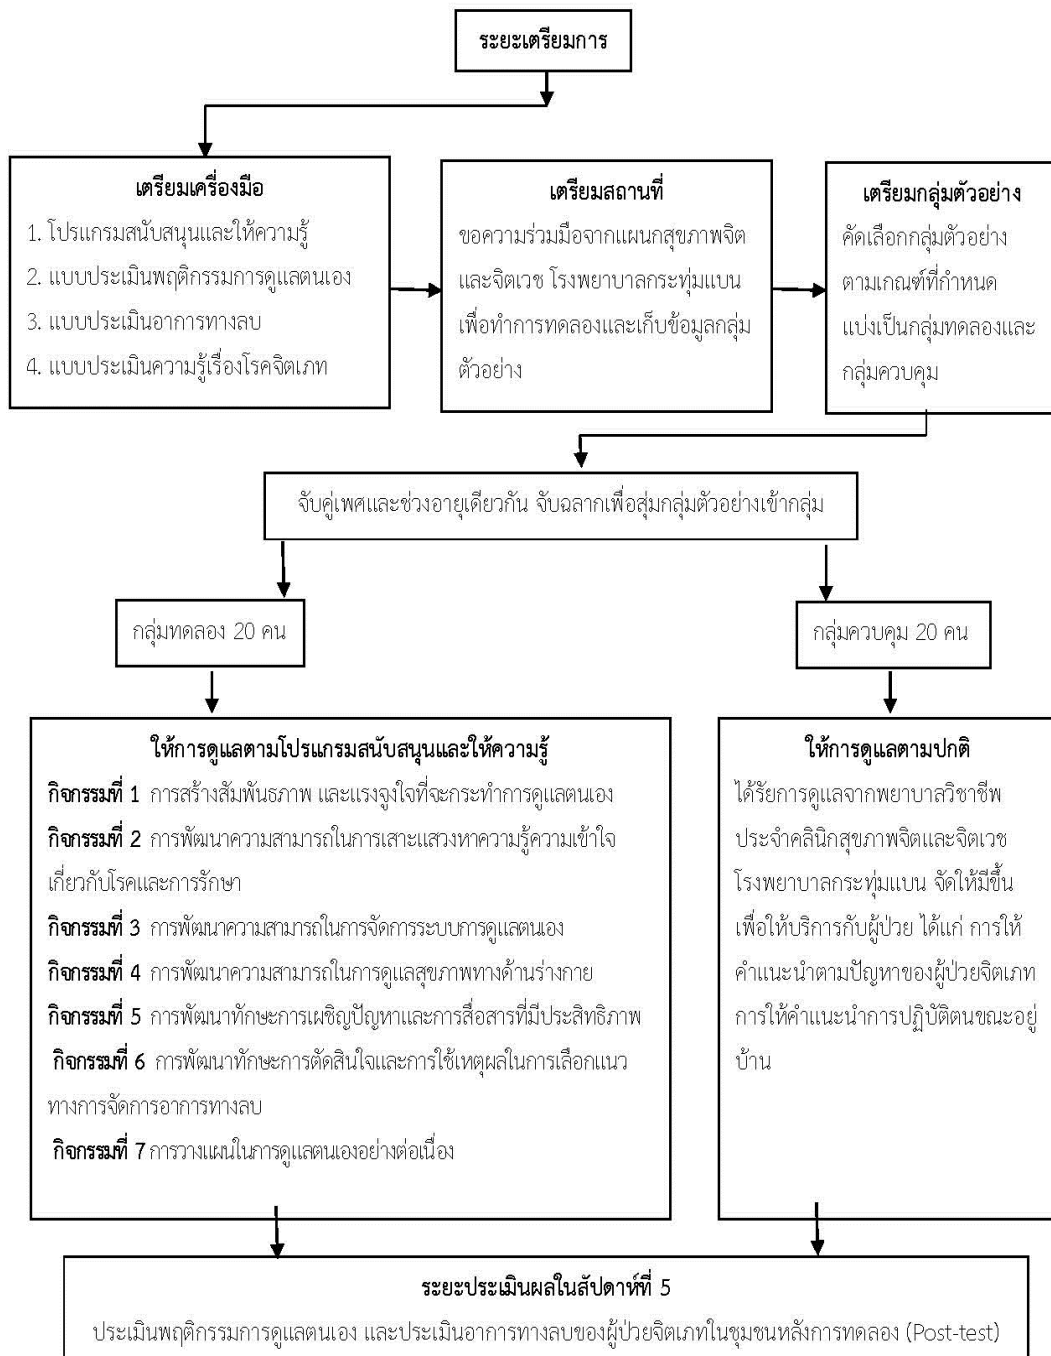 ระยะเตรียมการ
เตรียมเครื่องมือ
1. โปรแกรมสนับสนุนและให้ความรู้
2. แบบประเมินพฤติกรรมการดูแลตนเอง
3. แบบประเมินอาการทางลบ
4. แบบประเมินความรู้เรื่องโรคจิตเภท
เตรียมสถานที่
ขอความร่วมมือจากแผนกสุขภาพจิต
และจิตเวช โรงพยาบาลกระทุ่มแบน
เพื่อทำการทดลองและเก็บข้อมูลกลุ่ม
ตัวอย่าง
เตรียมกลุ่มตัวอย่าง
คัดเลือกกลุ่มตัวอย่าง
ตามเกณฑ์ที่กำหนด
แบ่งเป็นกลุ่มทดลองและ
กลุ่มควบคุม
จับคู่เพศและช่วงอายุเดียวกัน จับฉลากเพื่อสุ่มกลุ่มตัวอย่างเข้ากลุ่ม
กลุ่มทดลอง 20 คน
กลุ่มควบคุม 20 คน
ให้การดูแลตามโปรแกรมสนับสนุนและให้ความรู้
กิจกรรมที่ 1 การสร้างสัมพันธภาพ และแรงจูงใจที่จะกระทำการดูแลตนเอง
กิจกรรมที่ 2 การพัฒนาความสามารถในการเสาะแสวงหาความรู้ความเข้าใจ
เกี่ยวกับโรคและการรักษา
กิจกรรมที่ 3 การพัฒนาความสามารถในการจัดการระบบการดูแลตนเอง
กิจกรรมที่ 4 การพัฒนาความสามารถในการดูแลสุขภาพทางด้านร่างกาย
กิจกรรมที่ 5 การพัฒนาทักษะการเผชิญปัญหาและการสื่อสารที่มีประสิทธิภาพ
กิจกรรมที่ 6 การพัฒนาทักษะการตัดสินใจและการใช้เหตุผลในการเลือกแนว
ทางการจัดการอาการทางลบ
กิจกรรมที่ 7 การวางแผนในการดูแลตนเองอย่างต่อเนื่อง
ให้การดูแลตามปกติ
ได้รัยการดูแลจากพยาบาลวิชาชีพ
ประจำคลินิกสุขภาพจิตและจิตเวช
โรงพยาบาลกระทุ่มแบน จัดให้มีขึ้น
เพื่อให้บริการกับผู้ป่วย ได้แก่ การให้
คำแนะนำตามปัญหาของผู้ป่วยจิตเภท
การให้คำแนะนำการปฏิบัติตนขณะอยู่
บ้าน
ระยะประเมินผลในสัปดาห์ที่ 5
ประเมินพฤติกรรมการดูแลตนเอง และประเมินอาการทางลบของผู้ป่วยจิตเภทในชุมชนหลังการทดลอง (Post-test)